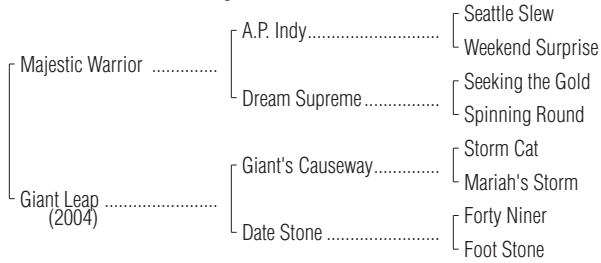 Seattle Slew
A.P. Indy..........................
Weekend Surprise
Majestic Warrior .............
Seeking the Gold
Dream Supreme...............
Spinning Round
Storm Cat
Giant's Causeway.............
Mariah's Storm
Giant Leap ......................
(2004)
Forty Niner
Date Stone ......................
Foot Stone